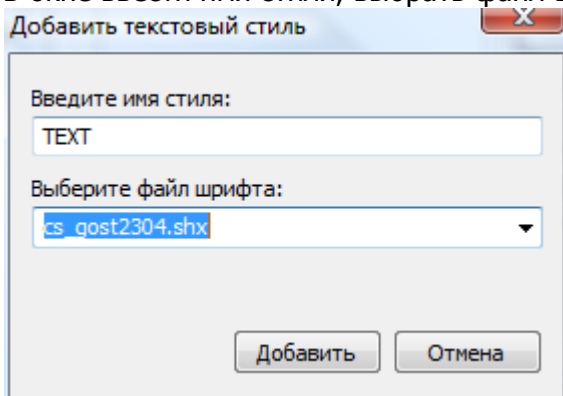 Добавить текстовый стиль
Введите имя стиля:
TEXT
Выберите файл шрифта:
cs_gost2304.shx
Добавить Отмена